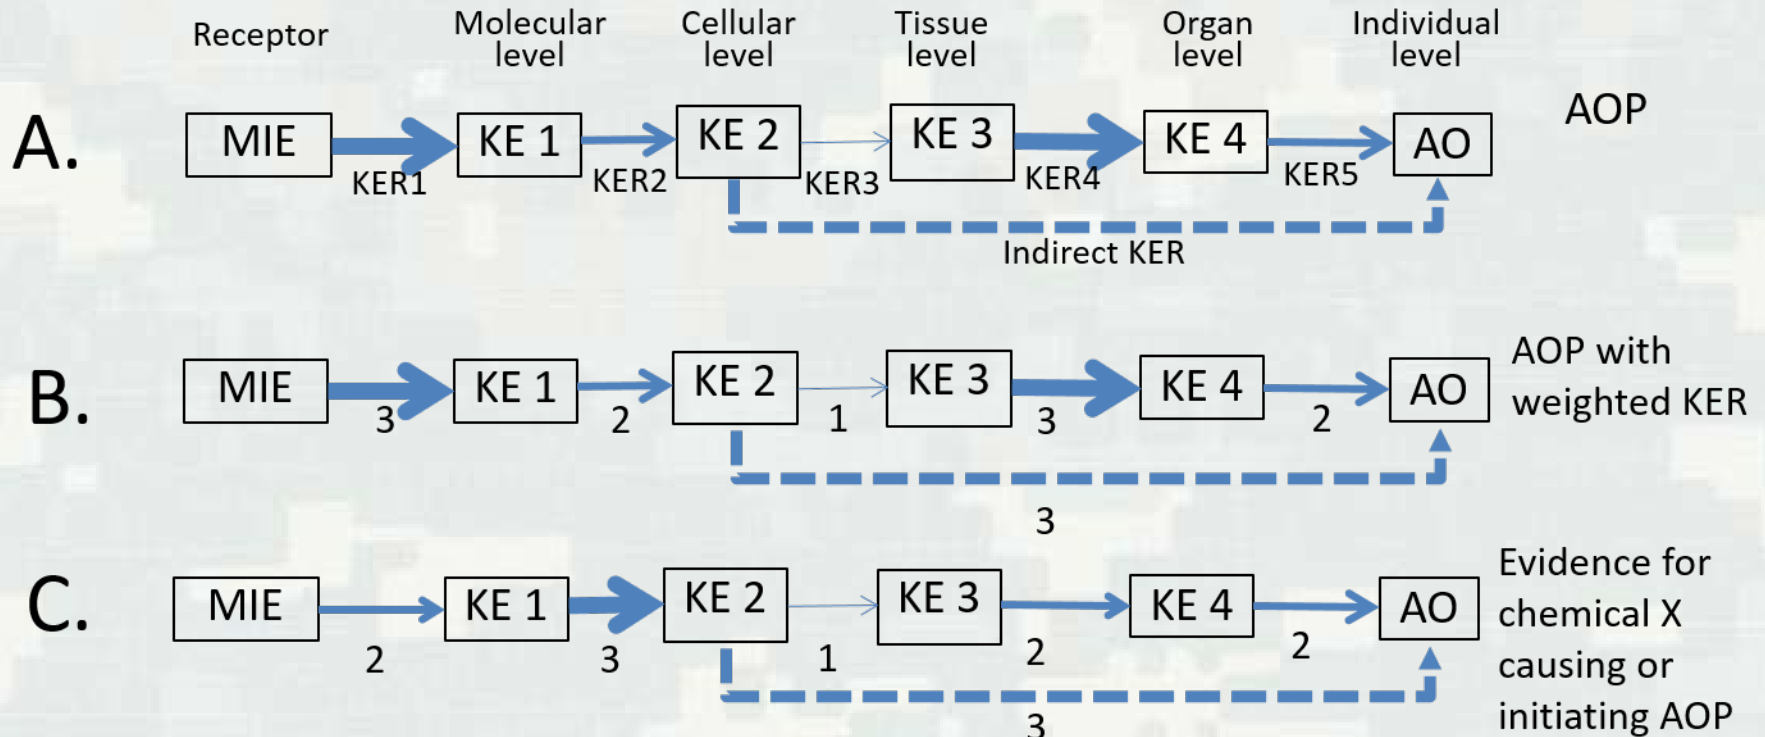 Receptor
Molecular
level
Cellular
level
Tissue
level
Organ
level
Individual
level
A.
MIE
KE 1
KE 2
KE 3
KE 4
AO
AOP
KER1
KER2
KER3
KER4
KER5
Indirect KER
B.
MIE
KE 1
KE 2
KE 3
KE 4
AO
AOP with
weighted KER
3
2
1
3
2
3
C.
MIE
KE 1
KE 2
KE 3
KE 4
AO
Evidence for
chemical X
causing or
initiating AOP
2
3
1
2
2
3